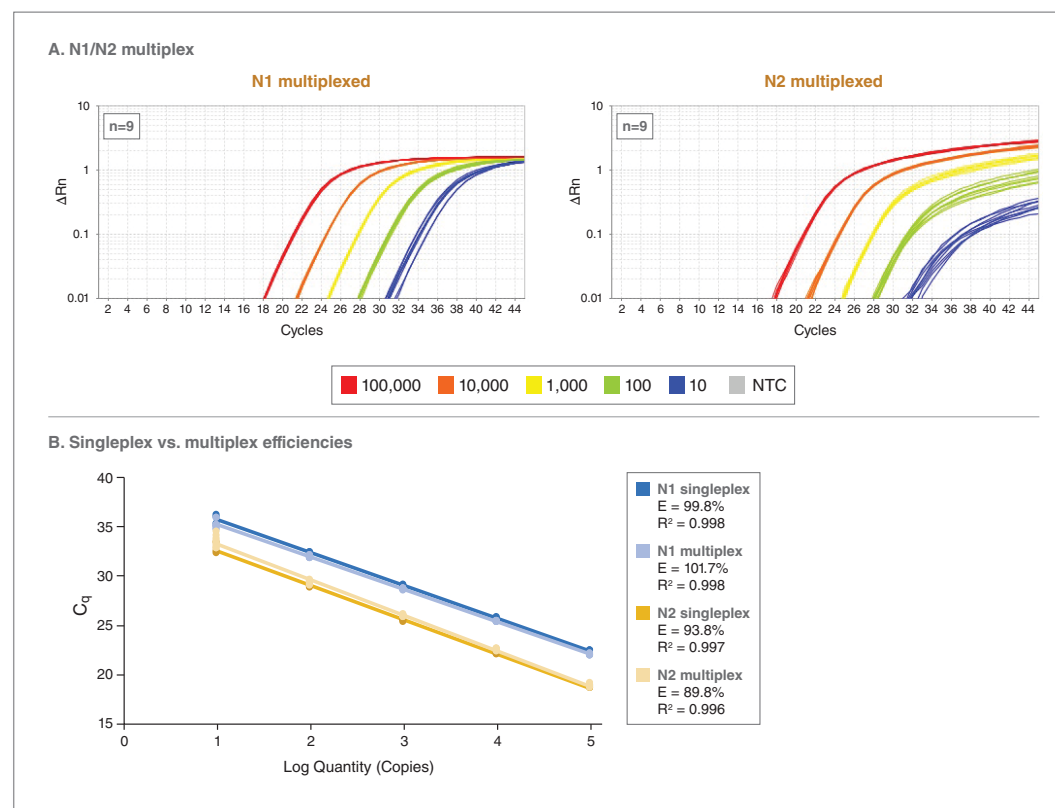 A. N1/N2 multiplex
N1 multiplexed
N2 multiplexed
10
1
0.1
0.01
ΔRn
n=9
2 4 6 8 10 12 14 16 18 20 22 24 26 28 30 32 34 36 38 40 42 44
Cycles
10
1
0.1
0.01
ΔRn
n=9
2 4 6 8 10 12 14 16 18 20 22 24 26 28 30 32 34 36 38 40 42 44
Cycles
100,000 10,000 1,000 100 10 NTC
B. Singleplex vs. multiplex efficiencies
40
35
30
25
20
15
Cq
0 1 2 3 4 5
Log Quantity (Copies)
N1 singleplex
E = 99.8%
R² = 0.998
N1 multiplex
E = 101.7%
R² = 0.998
N2 singleplex
E = 93.8%
R² = 0.997
N2 multiplex
E = 89.8%
R² = 0.996